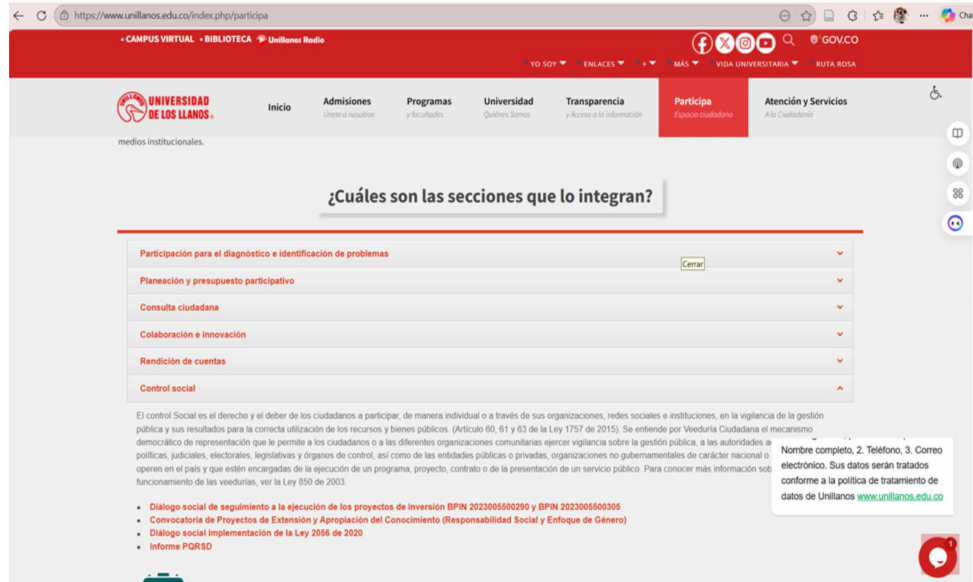 https://www.unillanos.edu.co/index.php/participa
Cha
• CAMPUS VIRTUAL • BIBLIOTECA Unillanos Radio
GOV.CO
YO SOY ENLACES + MÁS VIDA UNIVERSITARIA RUTA ROSA
UNIVERSIDAD
DE LOS LLANOS
Inicio
Admisiones
Únete a nosotros
Programas
y facultades
Universidad
Quiénes Somos
Transparencia
y Acceso a la información
Participa
Espacio ciudadano
Atención y Servicios
A la Ciudadanía
medios institucionales.
¿Cuáles son las secciones que lo integran?
Participación para el diagnóstico e identificación de problemas
Cerrar
Planeación y presupuesto participativo
Consulta ciudadana
Colaboración e innovación
Rendición de cuentas
Control social
El control Social es el derecho y el deber de los ciudadanos a participar, de manera individual o a través de sus organizaciones, redes sociales e instituciones, en la vigilancia de la gestión
pública y sus resultados para la correcta utilización de los recursos y bienes públicos. (Artículo 60, 61 y 63 de la Ley 1757 de 2015). Se entiende por Veeduría Ciudadana el mecanismo
democrático de representación que le permite a los ciudadanos o a las diferentes organizaciones comunitarias ejercer vigilancia sobre la gestión pública, a las autoridades
políticas, judiciales, electorales, legislativas y órganos de control, así como de las entidades públicas o privadas, organizaciones no gubernamentales de carácter nacional o
operen en el país y que estén encargadas de la ejecución de un programa, proyecto, contrato o de la presentación de un servicio público. Para conocer más información
funcionamiento de las veedurías, ver la Ley 850 de 2003.
• Diálogo social de seguimiento a la ejecución de los proyectos de inversión BPIN 2023005500290 y BPIN 2023005500305
• Convocatoria de Proyectos de Extensión y Apropiación del Conocimiento (Responsabilidad Social y Enfoque de Género)
• Diálogo social implementación de la Ley 2056 de 2020
• Informe PQRSD
Nombre completo, 2. Teléfono, 3. Correo
electrónico. Sus datos serán tratados
conforme a la política de tratamiento de
datos de Unillanos www.unillanos.edu.co
1